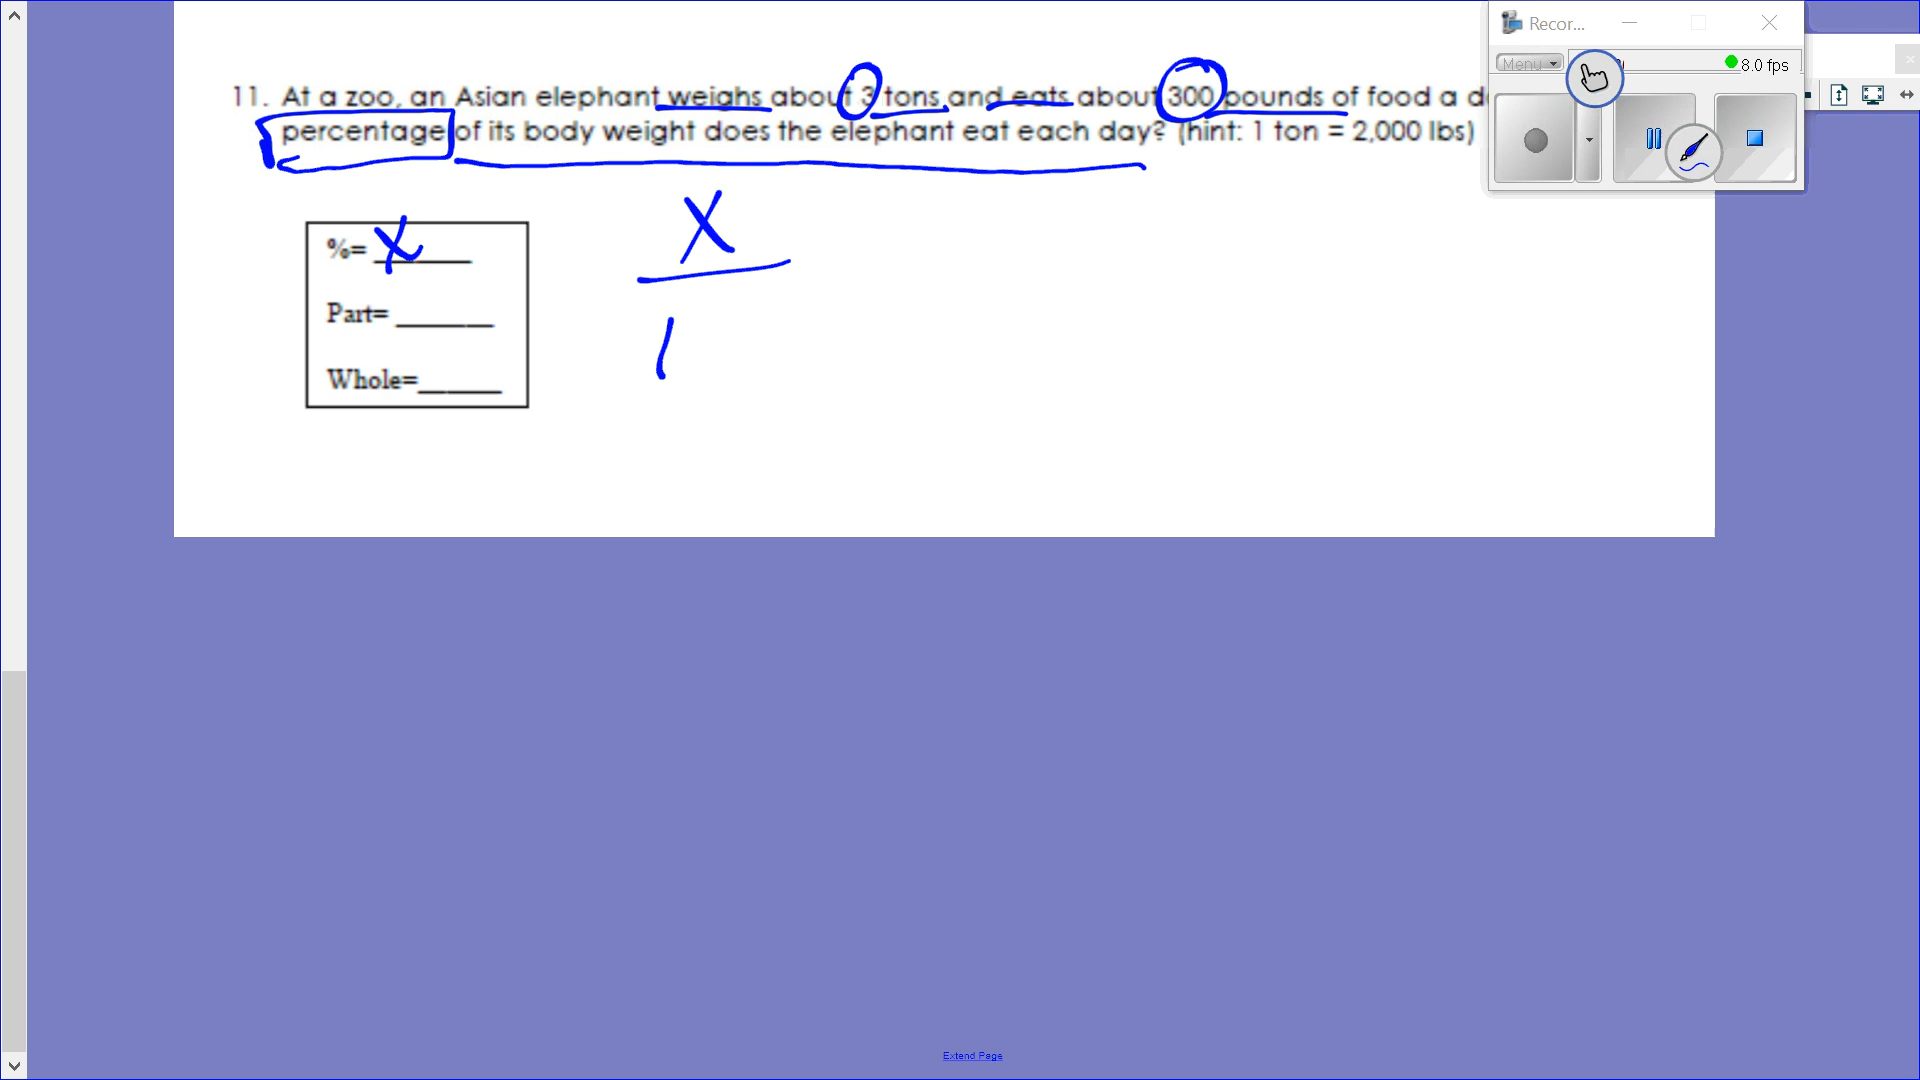 Recor...
Menu
8.0 fps
11. At a zoo, an Asian elephant weighs about 3 tons and eats about 300 pounds of food a
percentage of its body weight does the elephant eat each day? (hint: 1 ton = 2,000 lbs)
%= x
x
Part=
Whole=
Extend Page